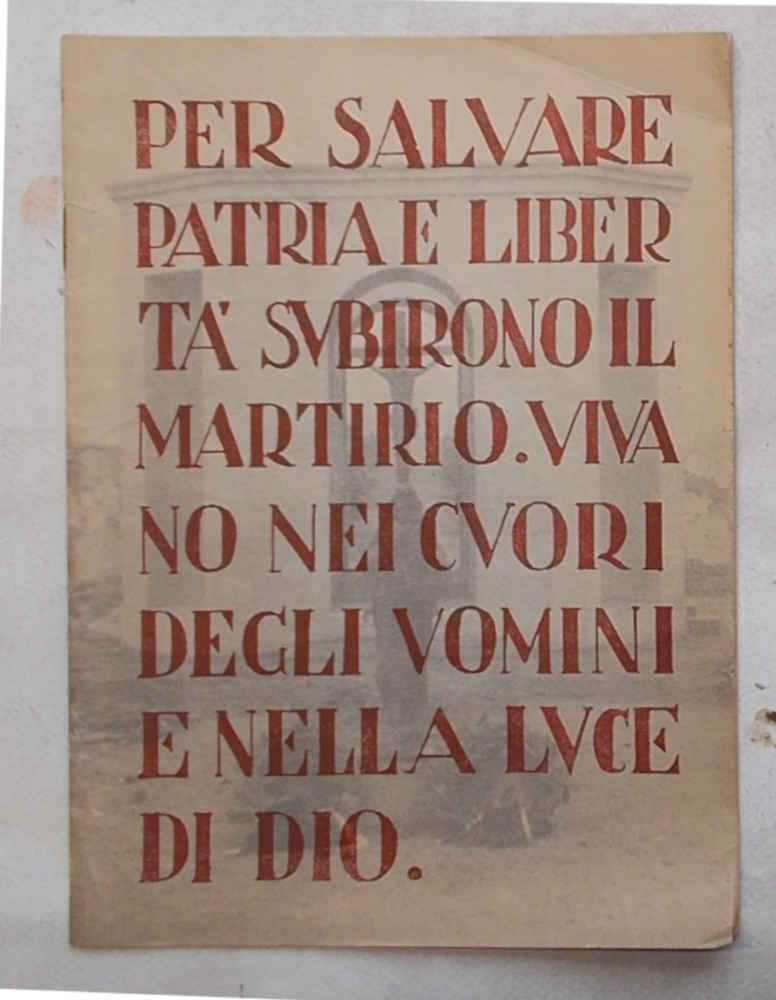 PER SALVARE
PATRIA E LIBER
TA' SVBIRONO IL
MARTIRIO. VIVA
NO NEI CVORI
DEGLI VOMINI
E NELLA LVCE
DI DIO.